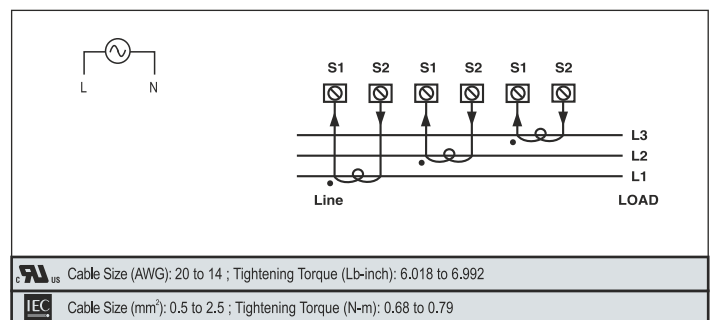 L N
S1 S2 S1 S2 S1 S2
L3
L2
L1
Line LOAD
c RU us Cable Size (AWG): 20 to 14 ; Tightening Torque (Lb-inch): 6.018 to 6.992
IEC Cable Size (mm²): 0.5 to 2.5 ; Tightening Torque (N-m): 0.68 to 0.79